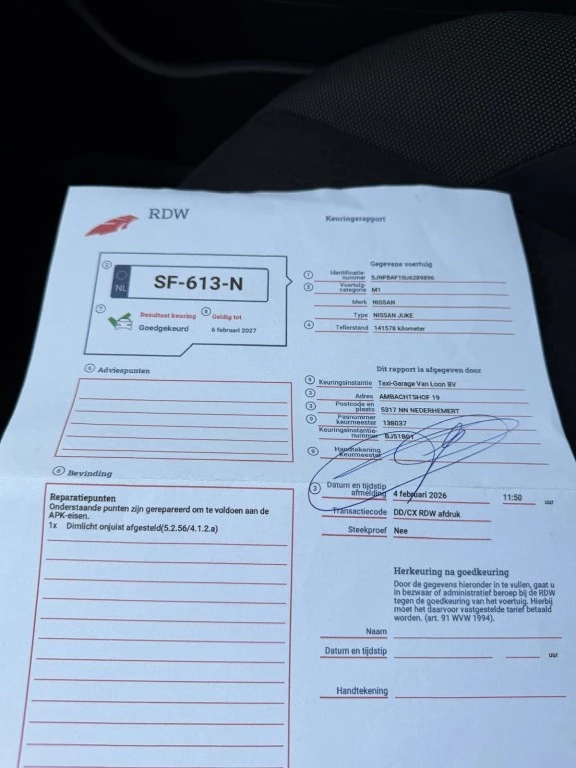 RDW
Keuringsrapport
NL
SF-613-N
Resultaat keuring
Goedgekeurd
Geldig tot
6 februari 2027
Gegevens voertuig
Identificatie-
nummer
Voertuig-
categorie M1
Merk NISSAN
Type NISSAN JUKE
Tellerstand 141578 kilometer
Adviespunten
Dit rapport is afgegeven door
Keuringsinstantie Taxi-Garage Van Loon BV
Adres AMBACHTSHOF 19
Postcode en
plaats 5317 NN NEDERHEMERT
Pasnummer
keurmeester 138037
Keuringsinstantie-
nummer
Handtekening
Keurmeester
Bevinding
Reparatiepunten
Onderstaande punten zijn gerepareerd om te voldoen aan de
APK-eisen.
1x Dimlicht onjuist afgesteld(5.2.56/4.1.2.a)
Datum en tijdstip
afmelding 4 februari 2026 11:50 uur
Transactiecode DD/CX RDW afdruk
Steekproef Nee
Herkeuring na goedkeuring
Door de gegevens hieronder in te vullen, gaat u
in bezwaar of administratief beroep bij de RDW
tegen de goedkeuring van het voertuig. Hierbij
moet het daarvoor vastgestelde tarief betaald
worden. (art. 91 WVW 1994).
Naam
Datum en tijdstip uur
Handtekening